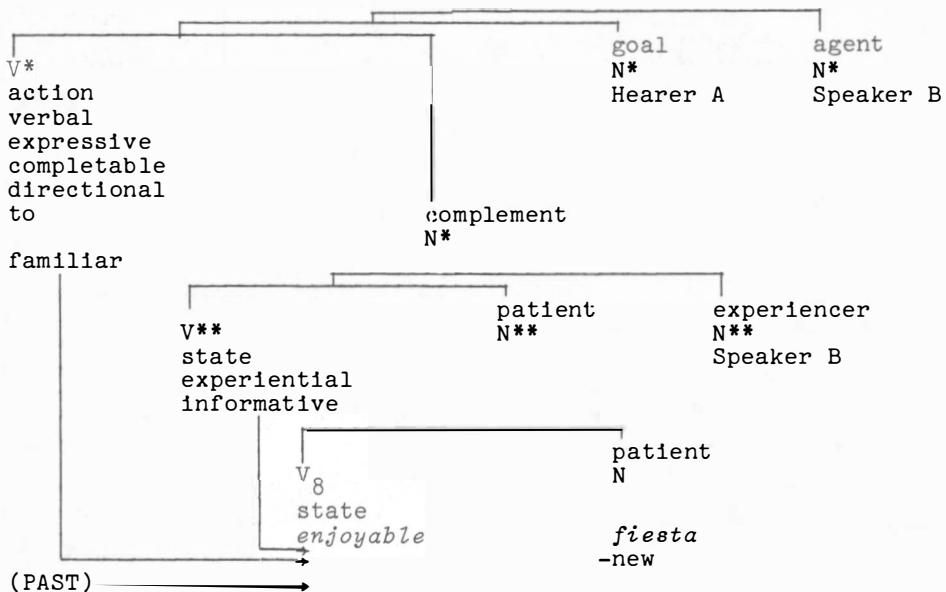 goal agent
V* N* N*
action Hearer A Speaker B
verbal
expressive
completable
directional
to complement
N*
familiar
patient experiencer
V** N** N**
state Speaker B
experiential
informative
patient
V8 N
state
enjoyable fiesta
-new
(PAST)